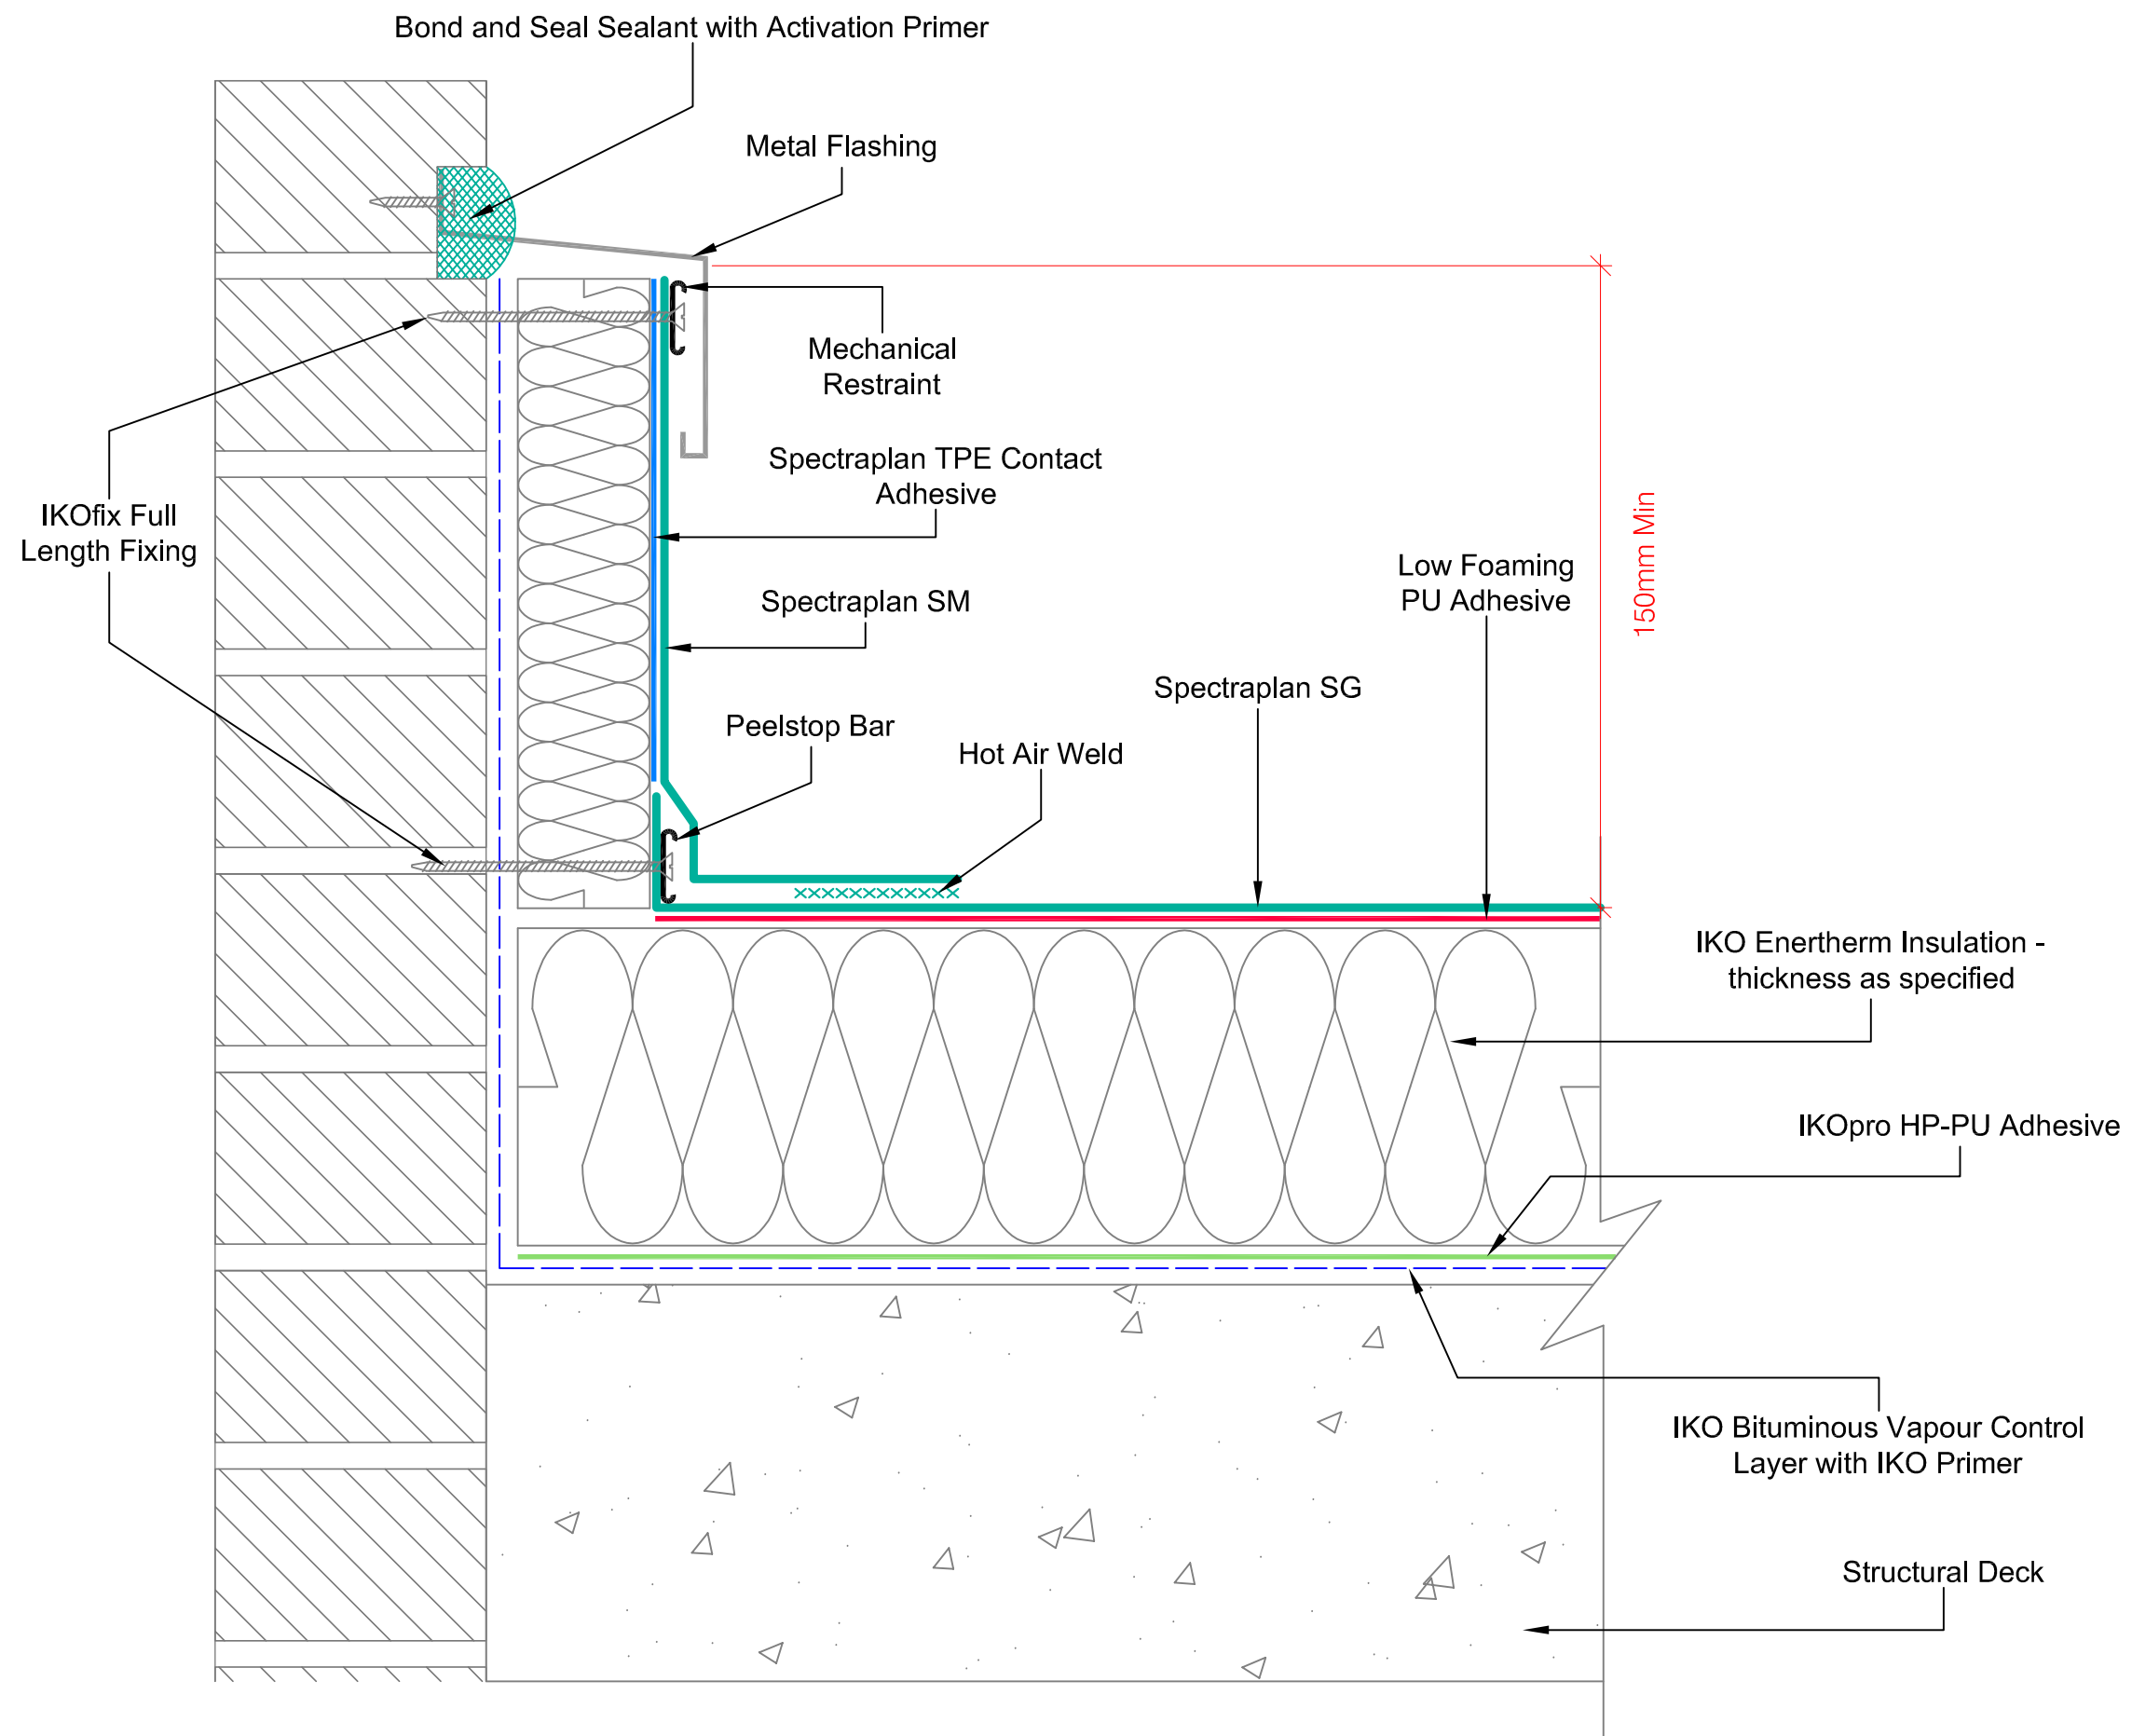 Bond and Seal Sealant with Activation Primer
Metal Flashing
Mechanical
Restraint
Spectraplan TPE Contact
Adhesive
IKOfix Full
Length Fixing
150mm Min
Low Foaming
PU Adhesive
Spectraplan SM
Spectraplan SG
Peelstop Bar
Hot Air Weld
IKO Enertherm Insulation -
thickness as specified
IKOpro HP-PU Adhesive
IKO Bituminous Vapour Control
Layer with IKO Primer
Structural Deck